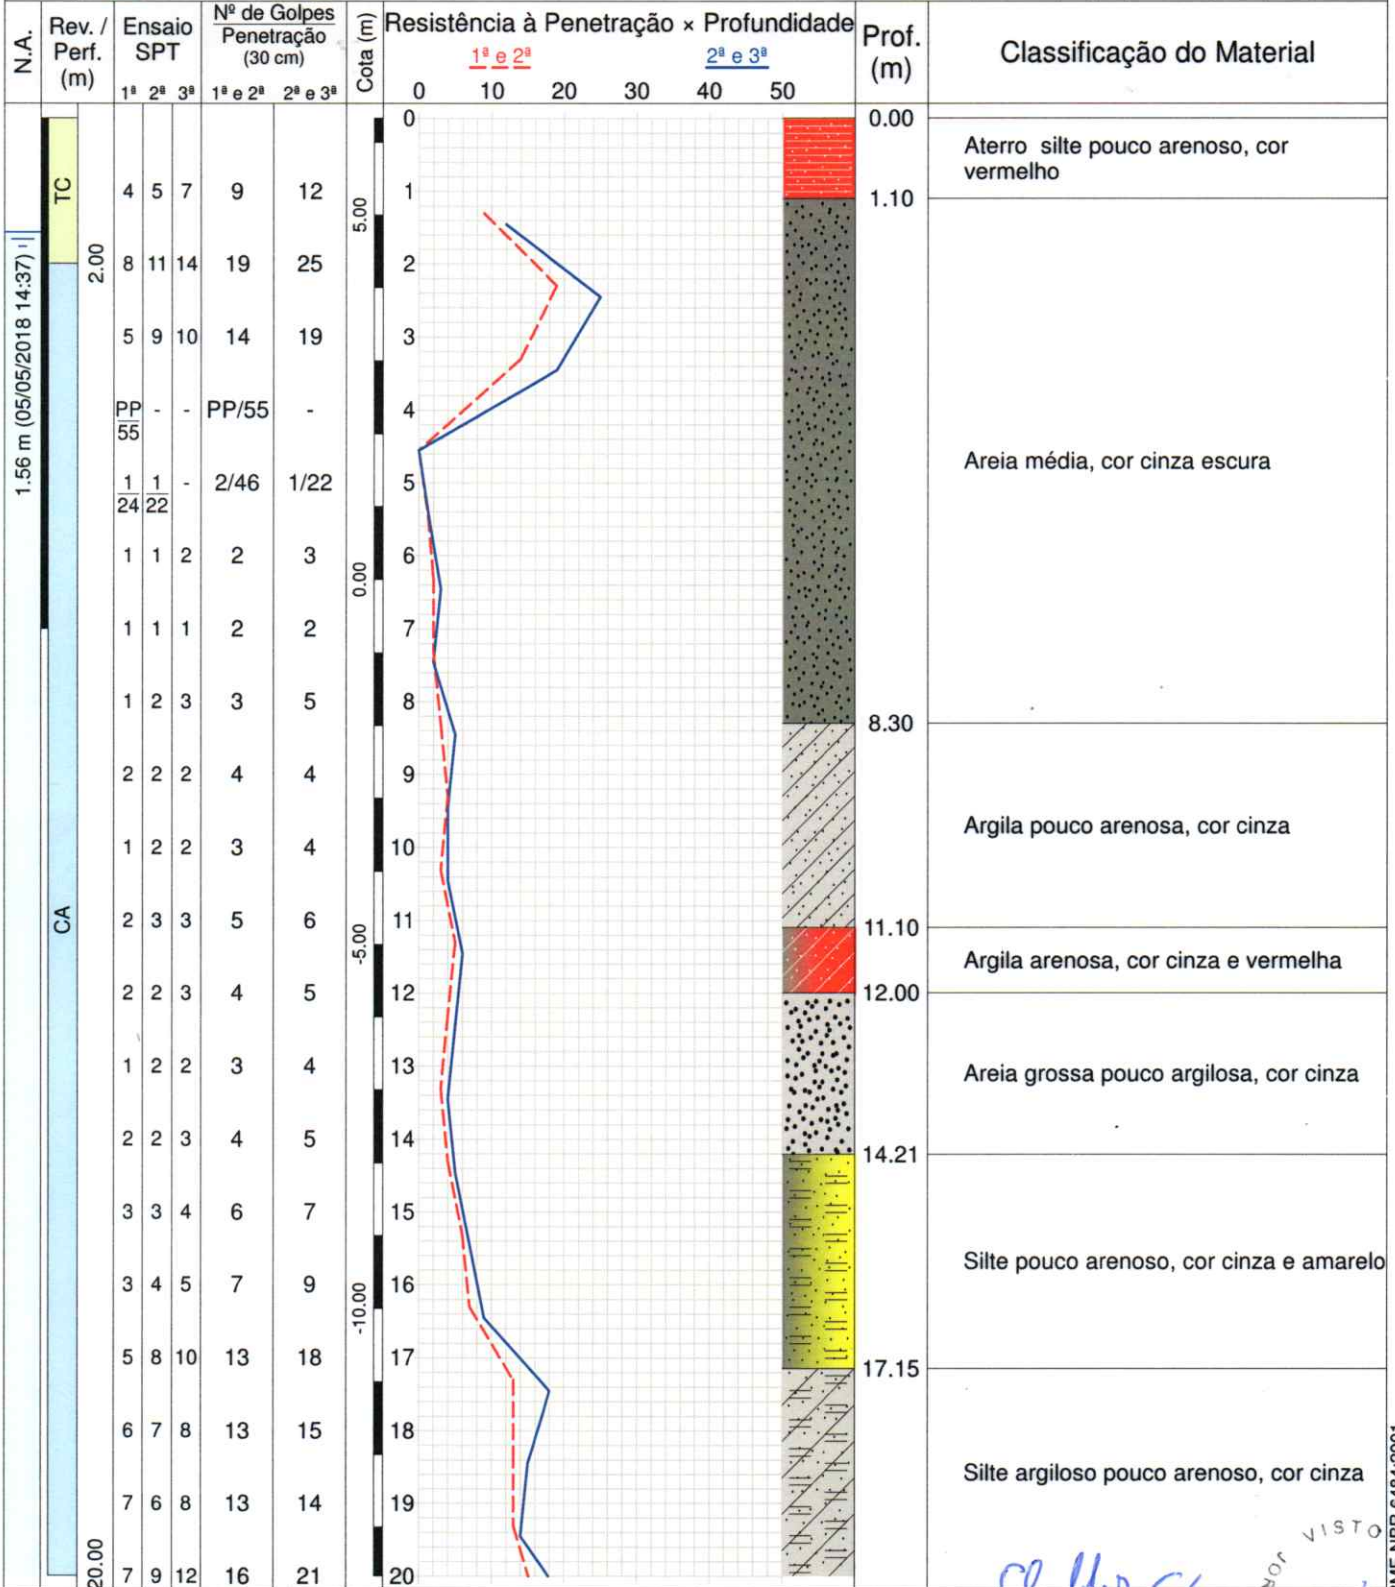 N.A.
Rev. /
Perf.
(m)
Ensaio
SPT
1ª 2ª 3ª
Nº de Golpes
Penetração
(30 cm)
1ª e 2ª 2ª e 3ª
Cota (m)
Resistência à Penetração × Profundidade
1ª e 2ª 2ª e 3ª
0 10 20 30 40 50
Prof.
(m)
Classificação do Material
1.56 m (05/05/2018 14:37)
TC
2.00
CA
20.00
4 5 7 9 12
8 11 14 19 25
5 9 10 14 19
PP/55 - - PP/55 -
1/24 1/22 - 2/46 1/22
1 1 2 2 3
1 1 1 2 2
1 2 3 3 5
2 2 2 4 4
1 2 2 3 4
2 3 3 5 6
2 2 3 4 5
1 2 2 3 4
2 2 3 4 5
3 3 4 6 7
3 4 5 7 9
5 8 10 13 18
6 7 8 13 15
7 6 8 13 14
7 9 12 16 21
5.00
0.00
-5.00
-10.00
0
1
2
3
4
5
6
7
8
9
10
11
12
13
14
15
16
17
18
19
20
0.00
Aterro silte pouco arenoso, cor
vermelho
1.10
Areia média, cor cinza escura
8.30
Argila pouco arenosa, cor cinza
11.10
Argila arenosa, cor cinza e vermelha
12.00
Areia grossa pouco argilosa, cor cinza
14.21
Silte pouco arenoso, cor cinza e amarelo
17.15
Silte argiloso pouco arenoso, cor cinza
VISTO